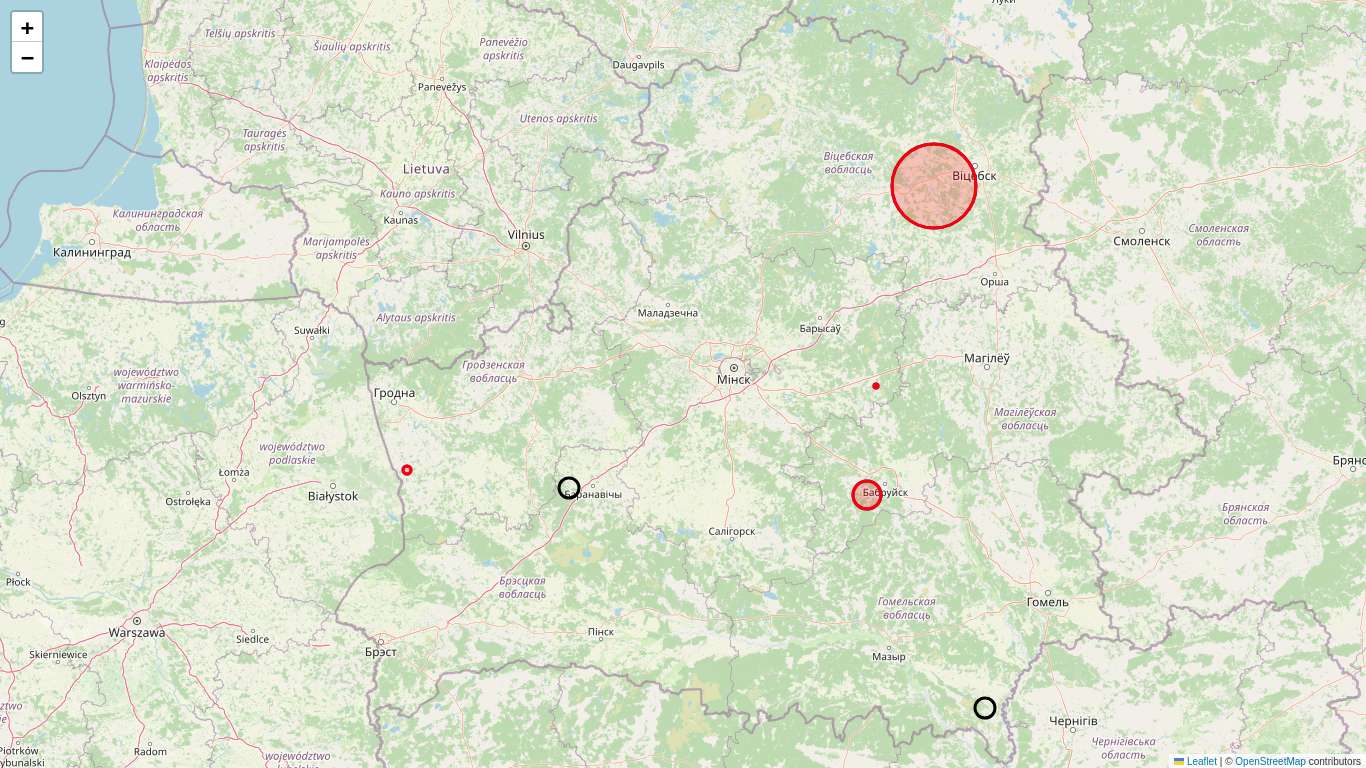 +
−
Луки
Telšių apskritis
Šiaulių apskritis
Panevėžio
apskritis
Klaipėdos
apskritis
Daugavpils
Panevėžys
Utenos apskritis
Tauragės
apskritis
Lietuva
Віцебская
вобласць
Віцебск
Kauno apskritis
Калининградская
область
Kaunas
Vilnius
Marijampolės
apskritis
Калининград
Смоленск
Смоленская
область
Орша
Alytaus apskritis
Маладзечна
Suwałki
Барысаў
Магілёў
województwo
warmińsko-
mazurskie
Гродзенская
вобласць
Мінск
Olsztyn
Гродна
Магілёўская
вобласць
województwo
podlaskie
Łomża
Białystok
Ostrołęka
Баранавічы
Бабруйск
Брянская
область
Салігорск
Płock
Брэсцкая
вобласць
Гомельская
вобласць
Гомель
Warszawa
Siedlce
Пінск
Skierniewice
Брэст
Мазыр
Чернігів
Чернігівська
область
Piotrków
Radom
województwo
Leaflet | © OpenStreetMap contributors